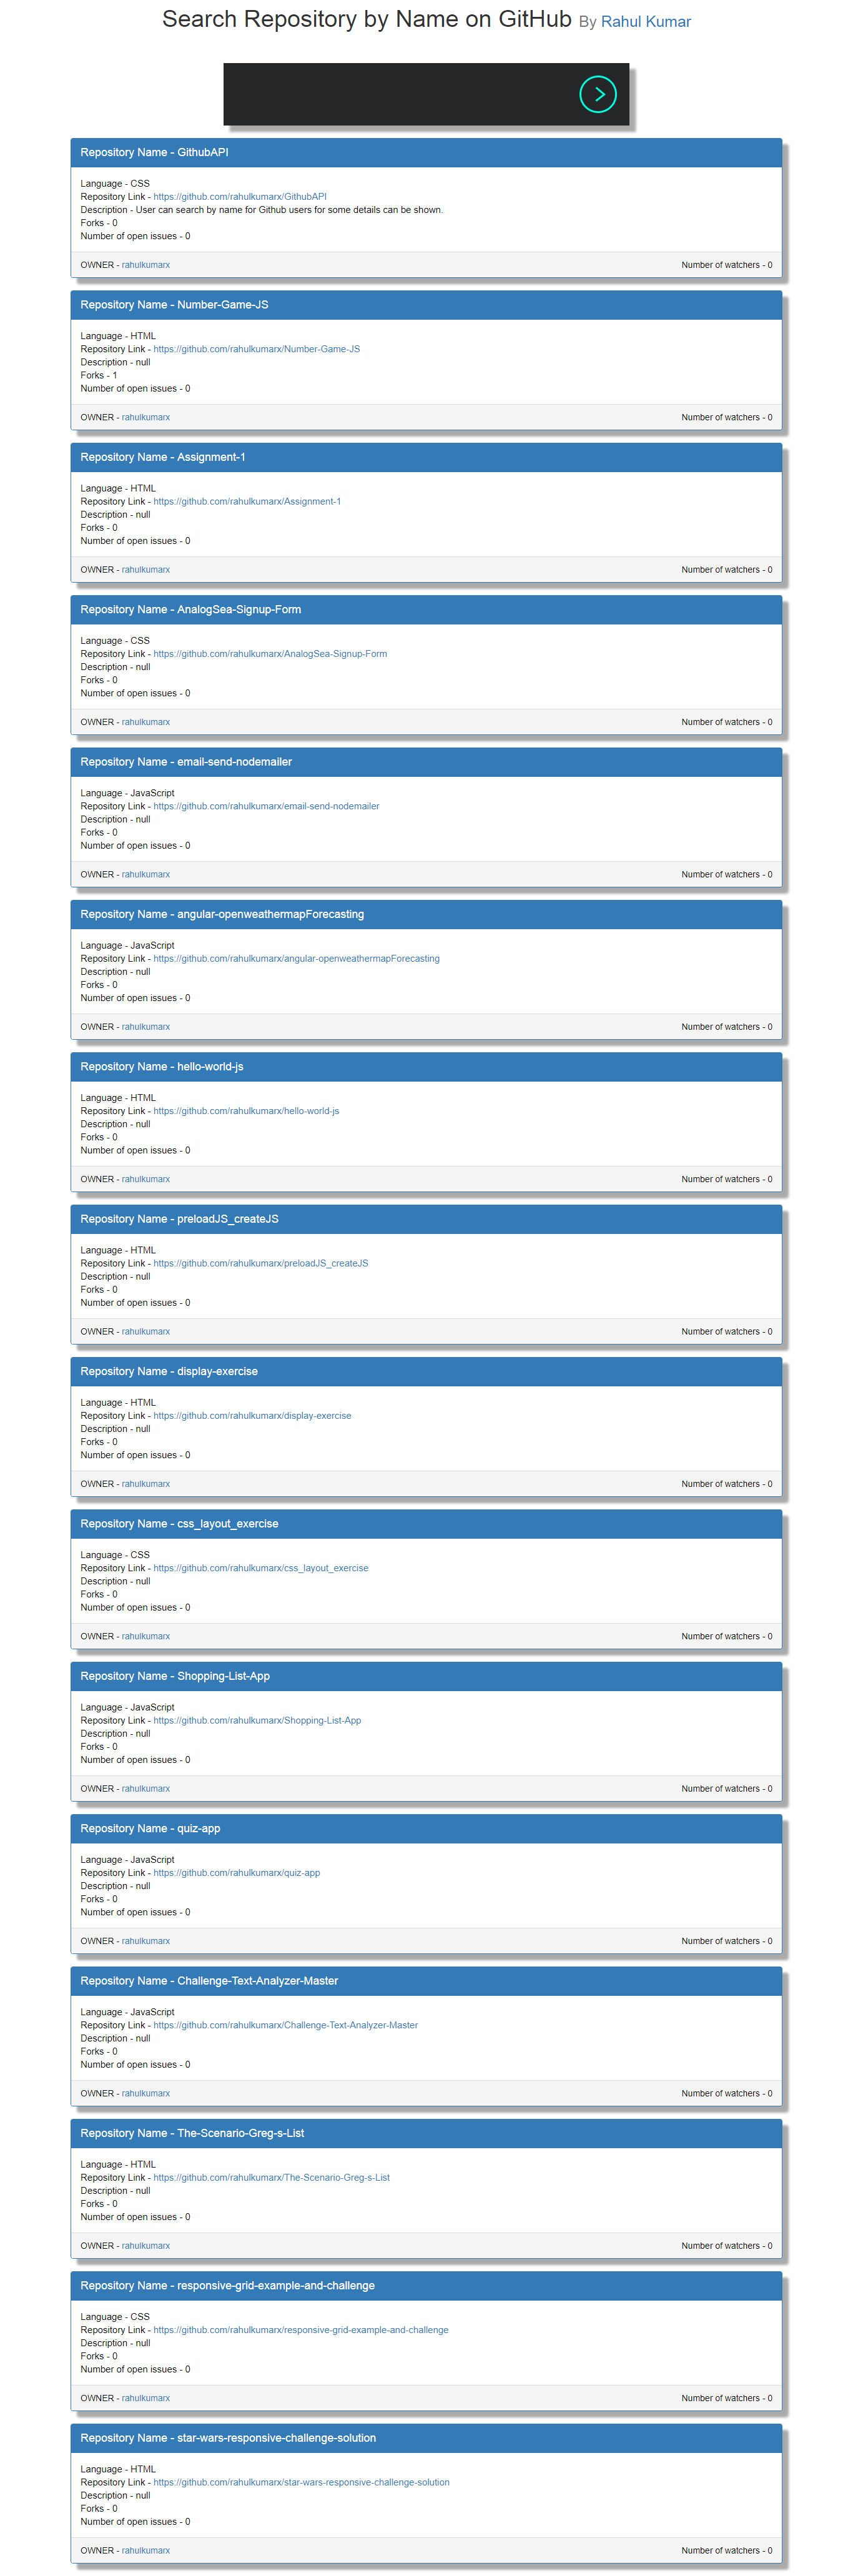 Search Repository by Name on GitHub By Rahul Kumar
Repository Name - GithubAPI
Language - CSS
Repository Link - https://github.com/rahulkumarx/GithubAPI
Description - User can search by name for Github users for some details can be shown.
Forks - 0
Number of open issues - 0
OWNER - rahulkumarx Number of watchers - 0
Repository Name - Number-Game-JS
Language - HTML
Repository Link - https://github.com/rahulkumarx/Number-Game-JS
Description - null
Forks - 1
Number of open issues - 0
OWNER - rahulkumarx Number of watchers - 0
Repository Name - Assignment-1
Language - HTML
Repository Link - https://github.com/rahulkumarx/Assignment-1
Description - null
Forks - 0
Number of open issues - 0
OWNER - rahulkumarx Number of watchers - 0
Repository Name - AnalogSea-Signup-Form
Language - CSS
Repository Link - https://github.com/rahulkumarx/AnalogSea-Signup-Form
Description - null
Forks - 0
Number of open issues - 0
OWNER - rahulkumarx Number of watchers - 0
Repository Name - email-send-nodemailer
Language - JavaScript
Repository Link - https://github.com/rahulkumarx/email-send-nodemailer
Description - null
Forks - 0
Number of open issues - 0
OWNER - rahulkumarx Number of watchers - 0
Repository Name - angular-openweathermapForecasting
Language - JavaScript
Repository Link - https://github.com/rahulkumarx/angular-openweathermapForecasting
Description - null
Forks - 0
Number of open issues - 0
OWNER - rahulkumarx Number of watchers - 0
Repository Name - hello-world-js
Language - HTML
Repository Link - https://github.com/rahulkumarx/hello-world-js
Description - null
Forks - 0
Number of open issues - 0
OWNER - rahulkumarx Number of watchers - 0
Repository Name - preloadJS_createJS
Language - HTML
Repository Link - https://github.com/rahulkumarx/preloadJS_createJS
Description - null
Forks - 0
Number of open issues - 0
OWNER - rahulkumarx Number of watchers - 0
Repository Name - display-exercise
Language - HTML
Repository Link - https://github.com/rahulkumarx/display-exercise
Description - null
Forks - 0
Number of open issues - 0
OWNER - rahulkumarx Number of watchers - 0
Repository Name - css_layout_exercise
Language - CSS
Repository Link - https://github.com/rahulkumarx/css_layout_exercise
Description - null
Forks - 0
Number of open issues - 0
OWNER - rahulkumarx Number of watchers - 0
Repository Name - Shopping-List-App
Language - JavaScript
Repository Link - https://github.com/rahulkumarx/Shopping-List-App
Description - null
Forks - 0
Number of open issues - 0
OWNER - rahulkumarx Number of watchers - 0
Repository Name - quiz-app
Language - JavaScript
Repository Link - https://github.com/rahulkumarx/quiz-app
Description - null
Forks - 0
Number of open issues - 0
OWNER - rahulkumarx Number of watchers - 0
Repository Name - Challenge-Text-Analyzer-Master
Language - JavaScript
Repository Link - https://github.com/rahulkumarx/Challenge-Text-Analyzer-Master
Description - null
Forks - 0
Number of open issues - 0
OWNER - rahulkumarx Number of watchers - 0
Repository Name - The-Scenario-Greg-s-List
Language - HTML
Repository Link - https://github.com/rahulkumarx/The-Scenario-Greg-s-List
Description - null
Forks - 0
Number of open issues - 0
OWNER - rahulkumarx Number of watchers - 0
Repository Name - responsive-grid-example-and-challenge
Language - CSS
Repository Link - https://github.com/rahulkumarx/responsive-grid-example-and-challenge
Description - null
Forks - 0
Number of open issues - 0
OWNER - rahulkumarx Number of watchers - 0
Repository Name - star-wars-responsive-challenge-solution
Language - HTML
Repository Link - https://github.com/rahulkumarx/star-wars-responsive-challenge-solution
Description - null
Forks - 0
Number of open issues - 0
OWNER - rahulkumarx Number of watchers - 0